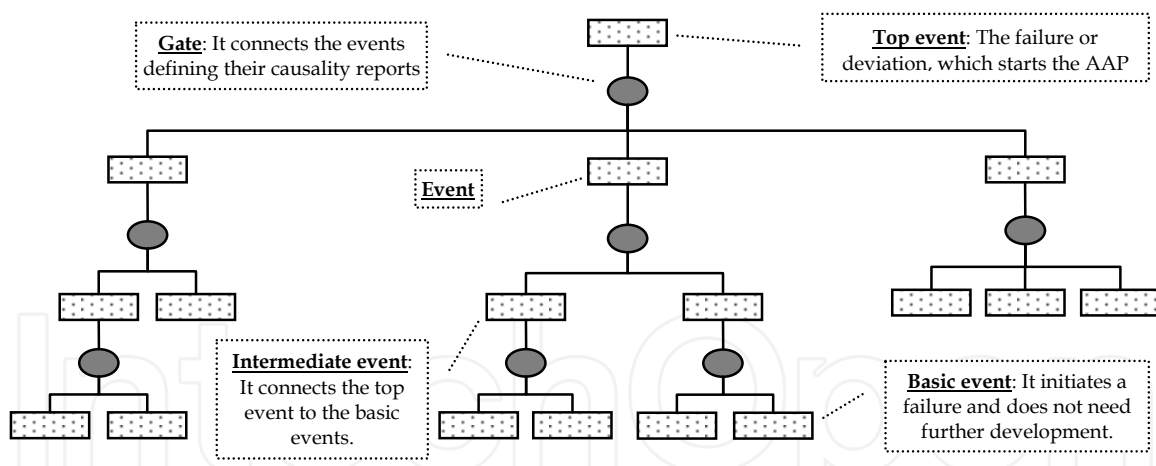 Gate: It connects the events
defining their causality reports
Top event: The failure or
deviation, which starts the AAP
Event
Intermediate event:
It connects the top
event to the basic
events.
Basic event: It initiates a
failure and does not need
further development.
IntechOpen